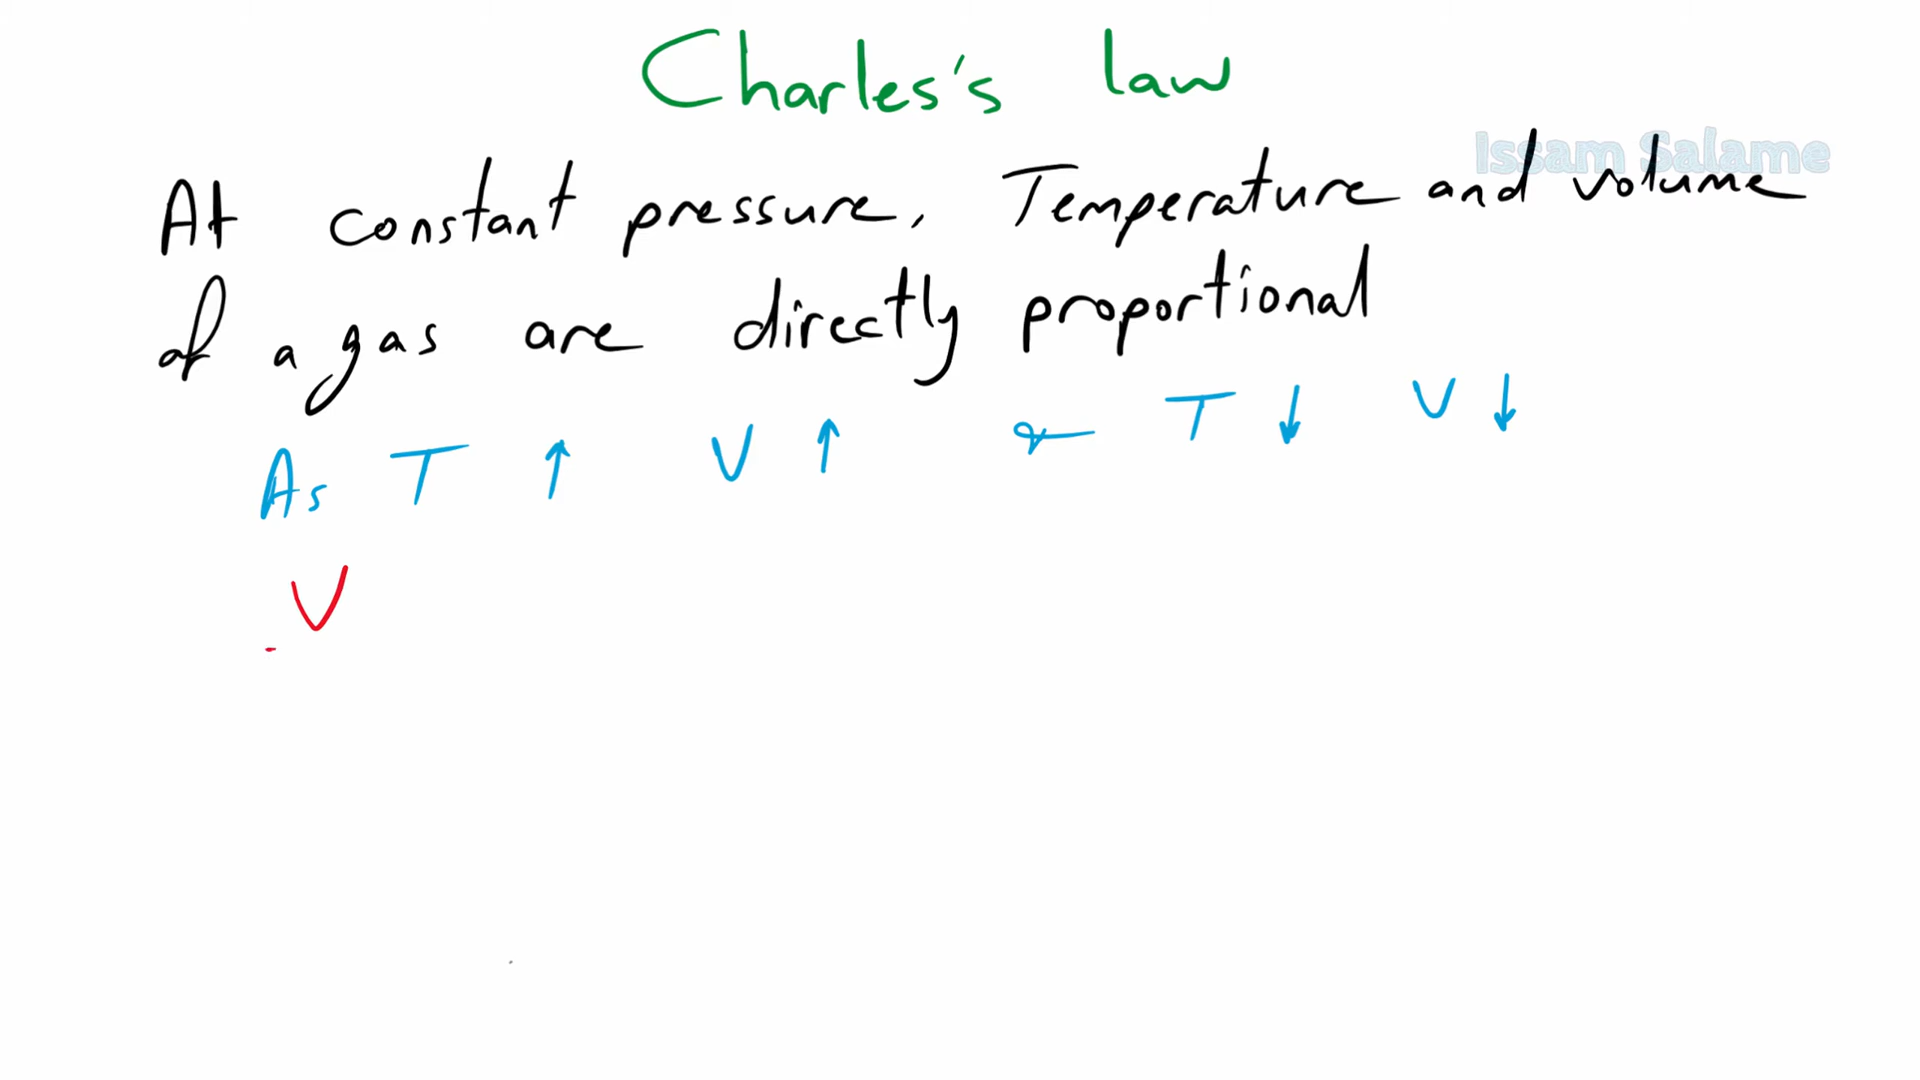 Charles's law
Issam Salame
At constant pressure, Temperature and volume
of a gas are directly proportional
As T ↑ V ↑ T ↓ V ↓
V